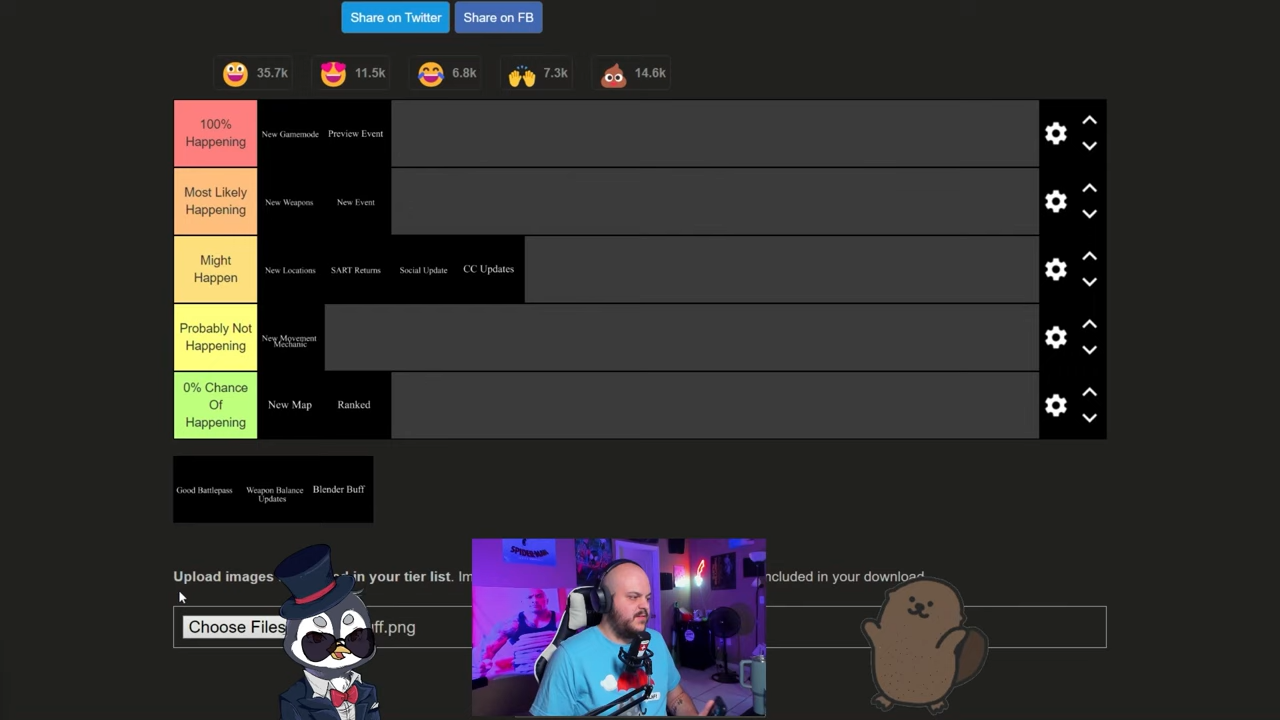 Share on Twitter Share on FB
35.7k 11.5k 6.8k 7.3k 14.6k
100%
Happening
New Gamemode Preview Event
Most Likely
Happening
New Weapons New Event
Might
Happen
New Locations SART Returns Social Update CC Updates
Probably Not
Happening
New Movement
Mechanic
0% Chance
Of
Happening
New Map Ranked
Good Battlepass Weapon Balance
Updates
Blender Buff
Upload images in your tier list. cluded in your download
Choose Files uff.png
SPIDERMAN